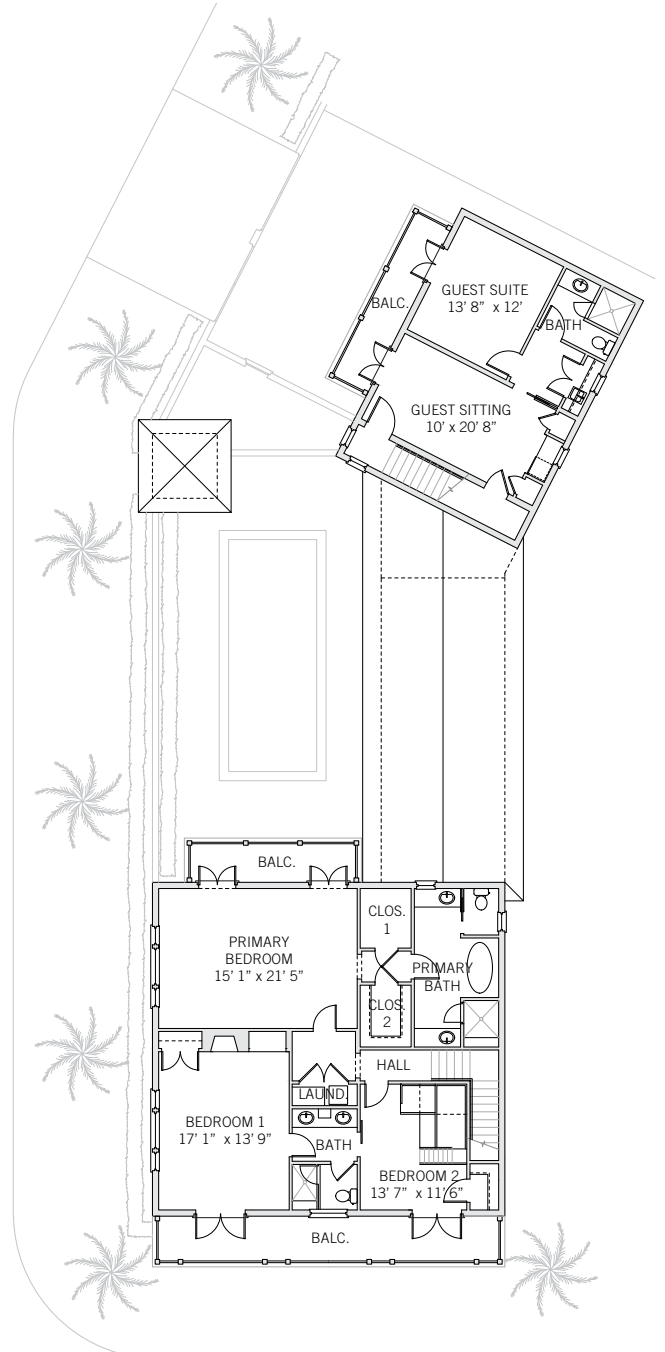 GUEST SUITE
13' 8" x 12'
BALC.
BATH
GUEST SITTING
10' x 20' 8"
BALC.
CLOS.
1
PRIMARY
BEDROOM
15' 1" x 21' 5"
PRIMARY
BATH
CLOS.
2
HALL
LAUND.
BEDROOM 1
17' 1" x 13' 9"
BATH
BEDROOM 2
13' 7" x 11' 6"
BALC.